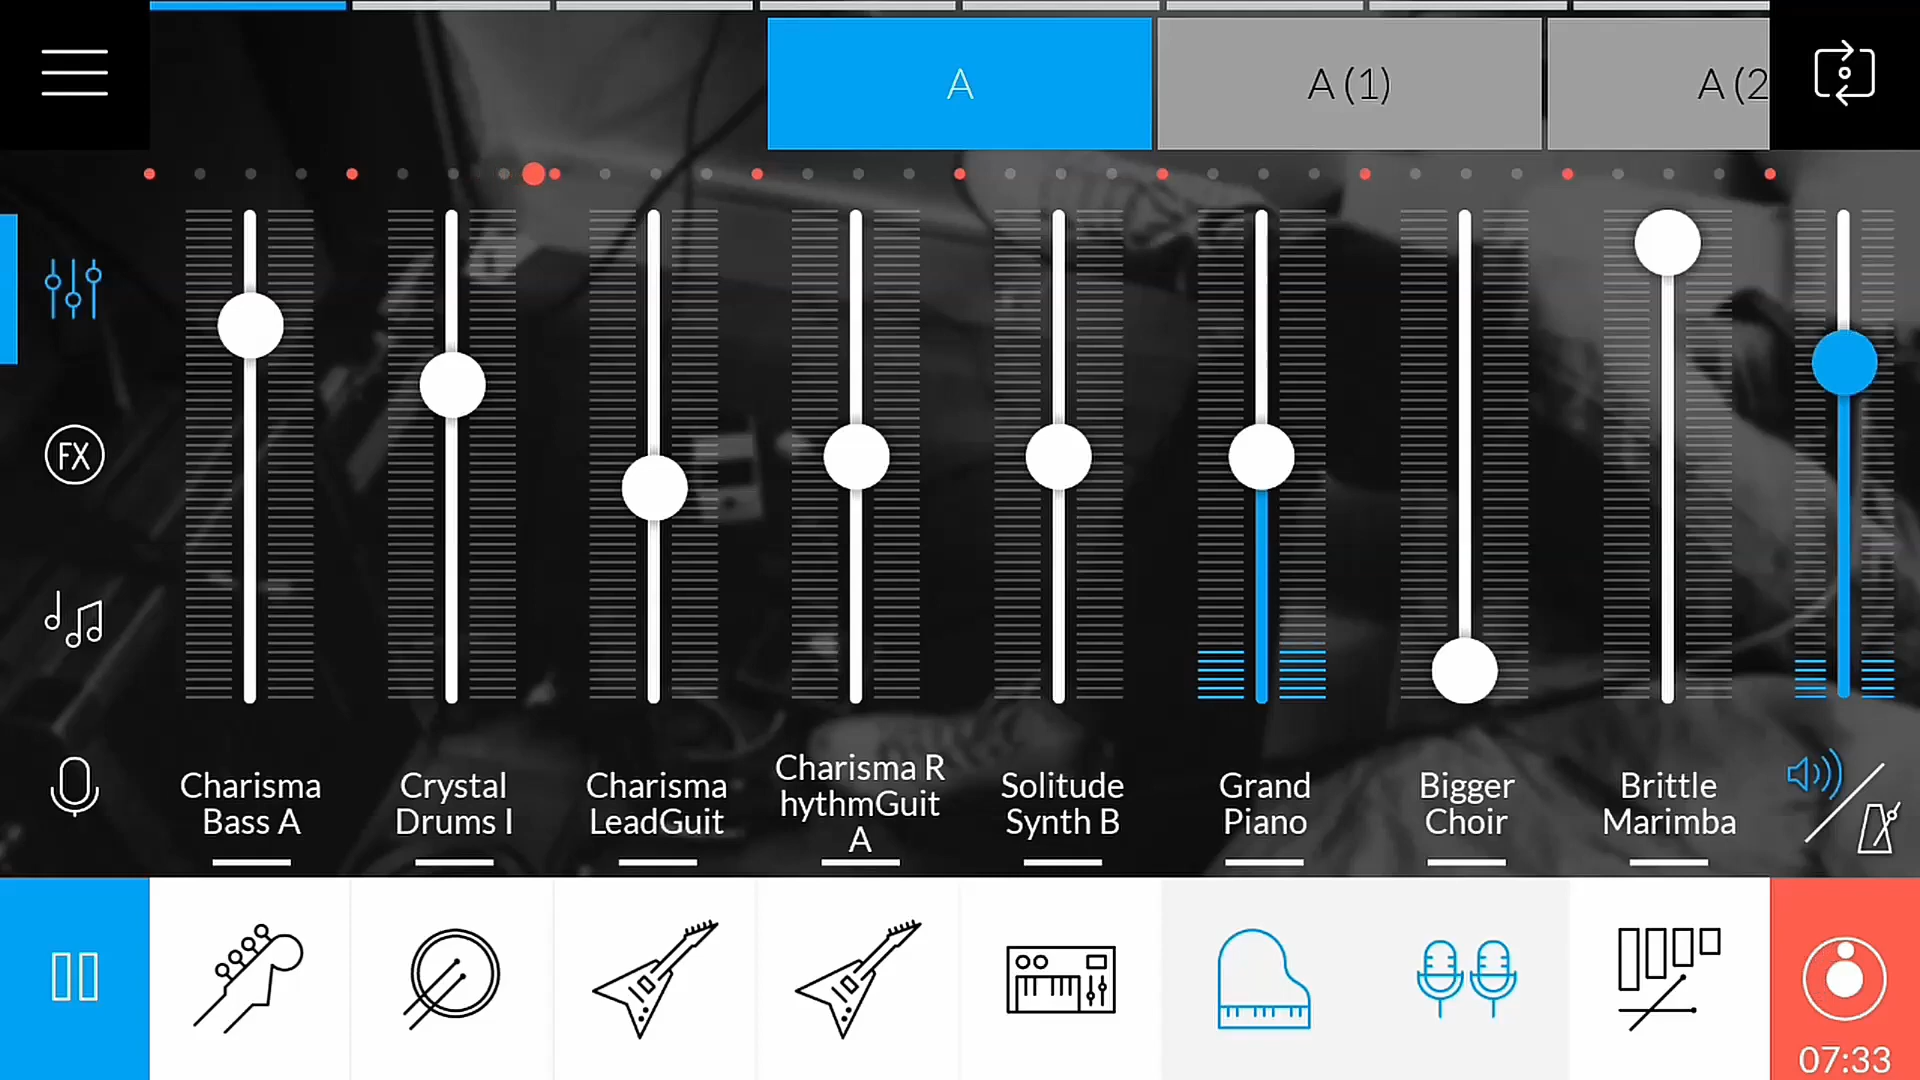 A
A (1)
A (2
FX
Charisma
Bass A
Crystal
Drums I
Charisma
LeadGuit
Charisma R
hythmGuit
A
Solitude
Synth B
Grand
Piano
Bigger
Choir
Brittle
Marimba
07:33